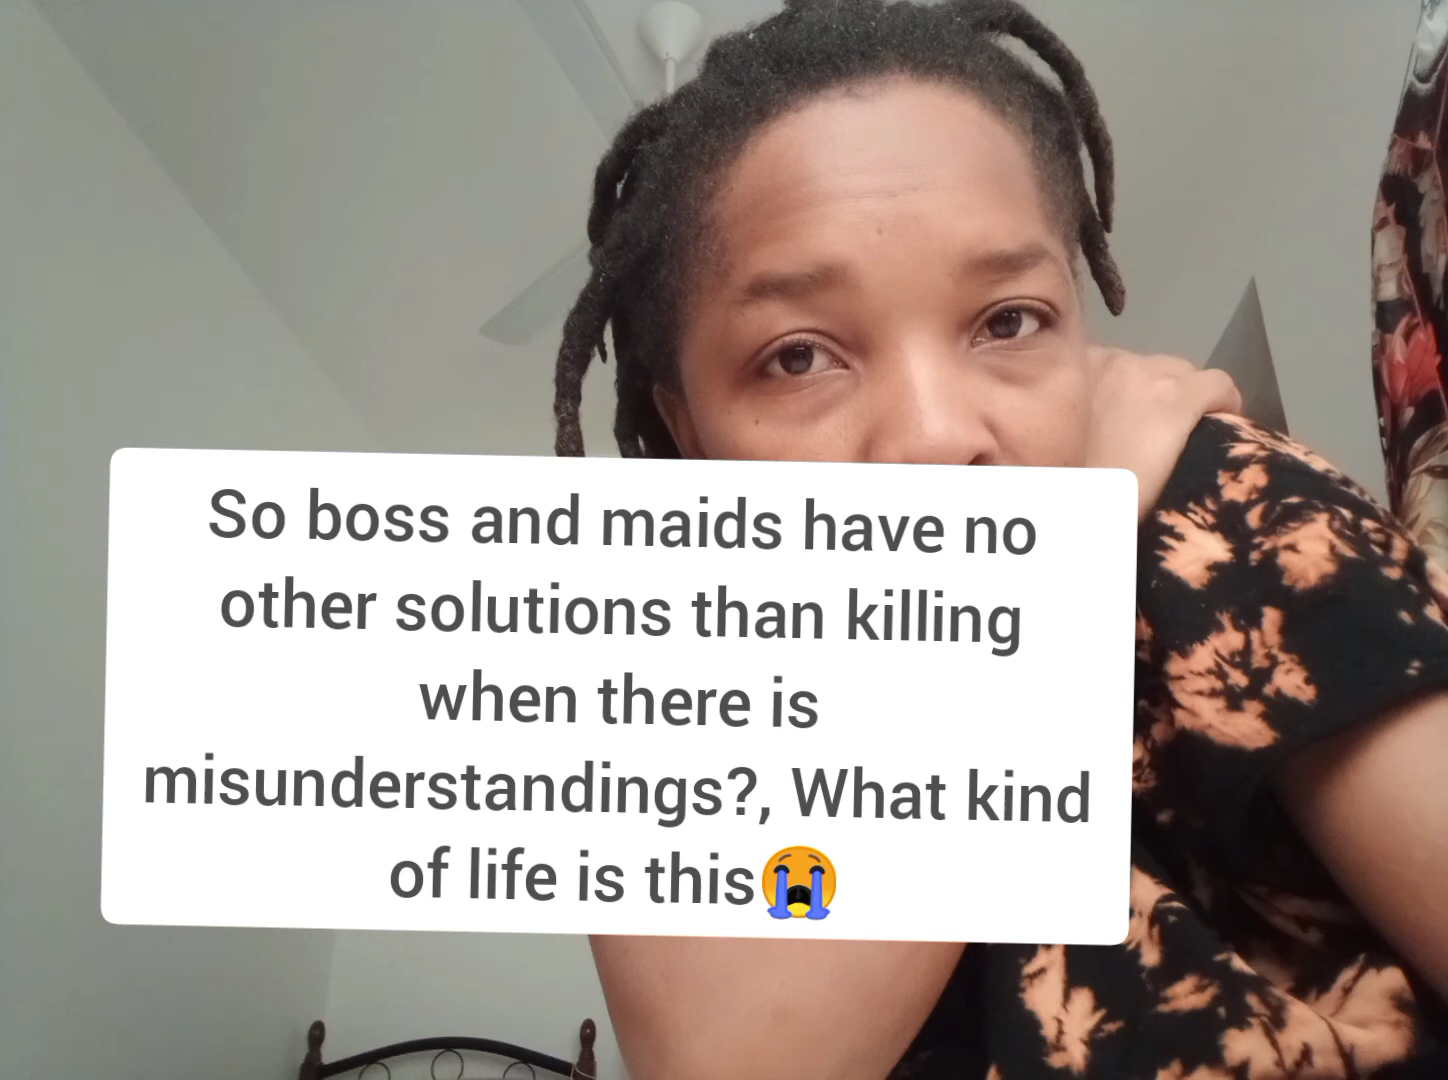 So boss and maids have no
other solutions than killing
when there is
misunderstandings?, What kind
of life is this😭